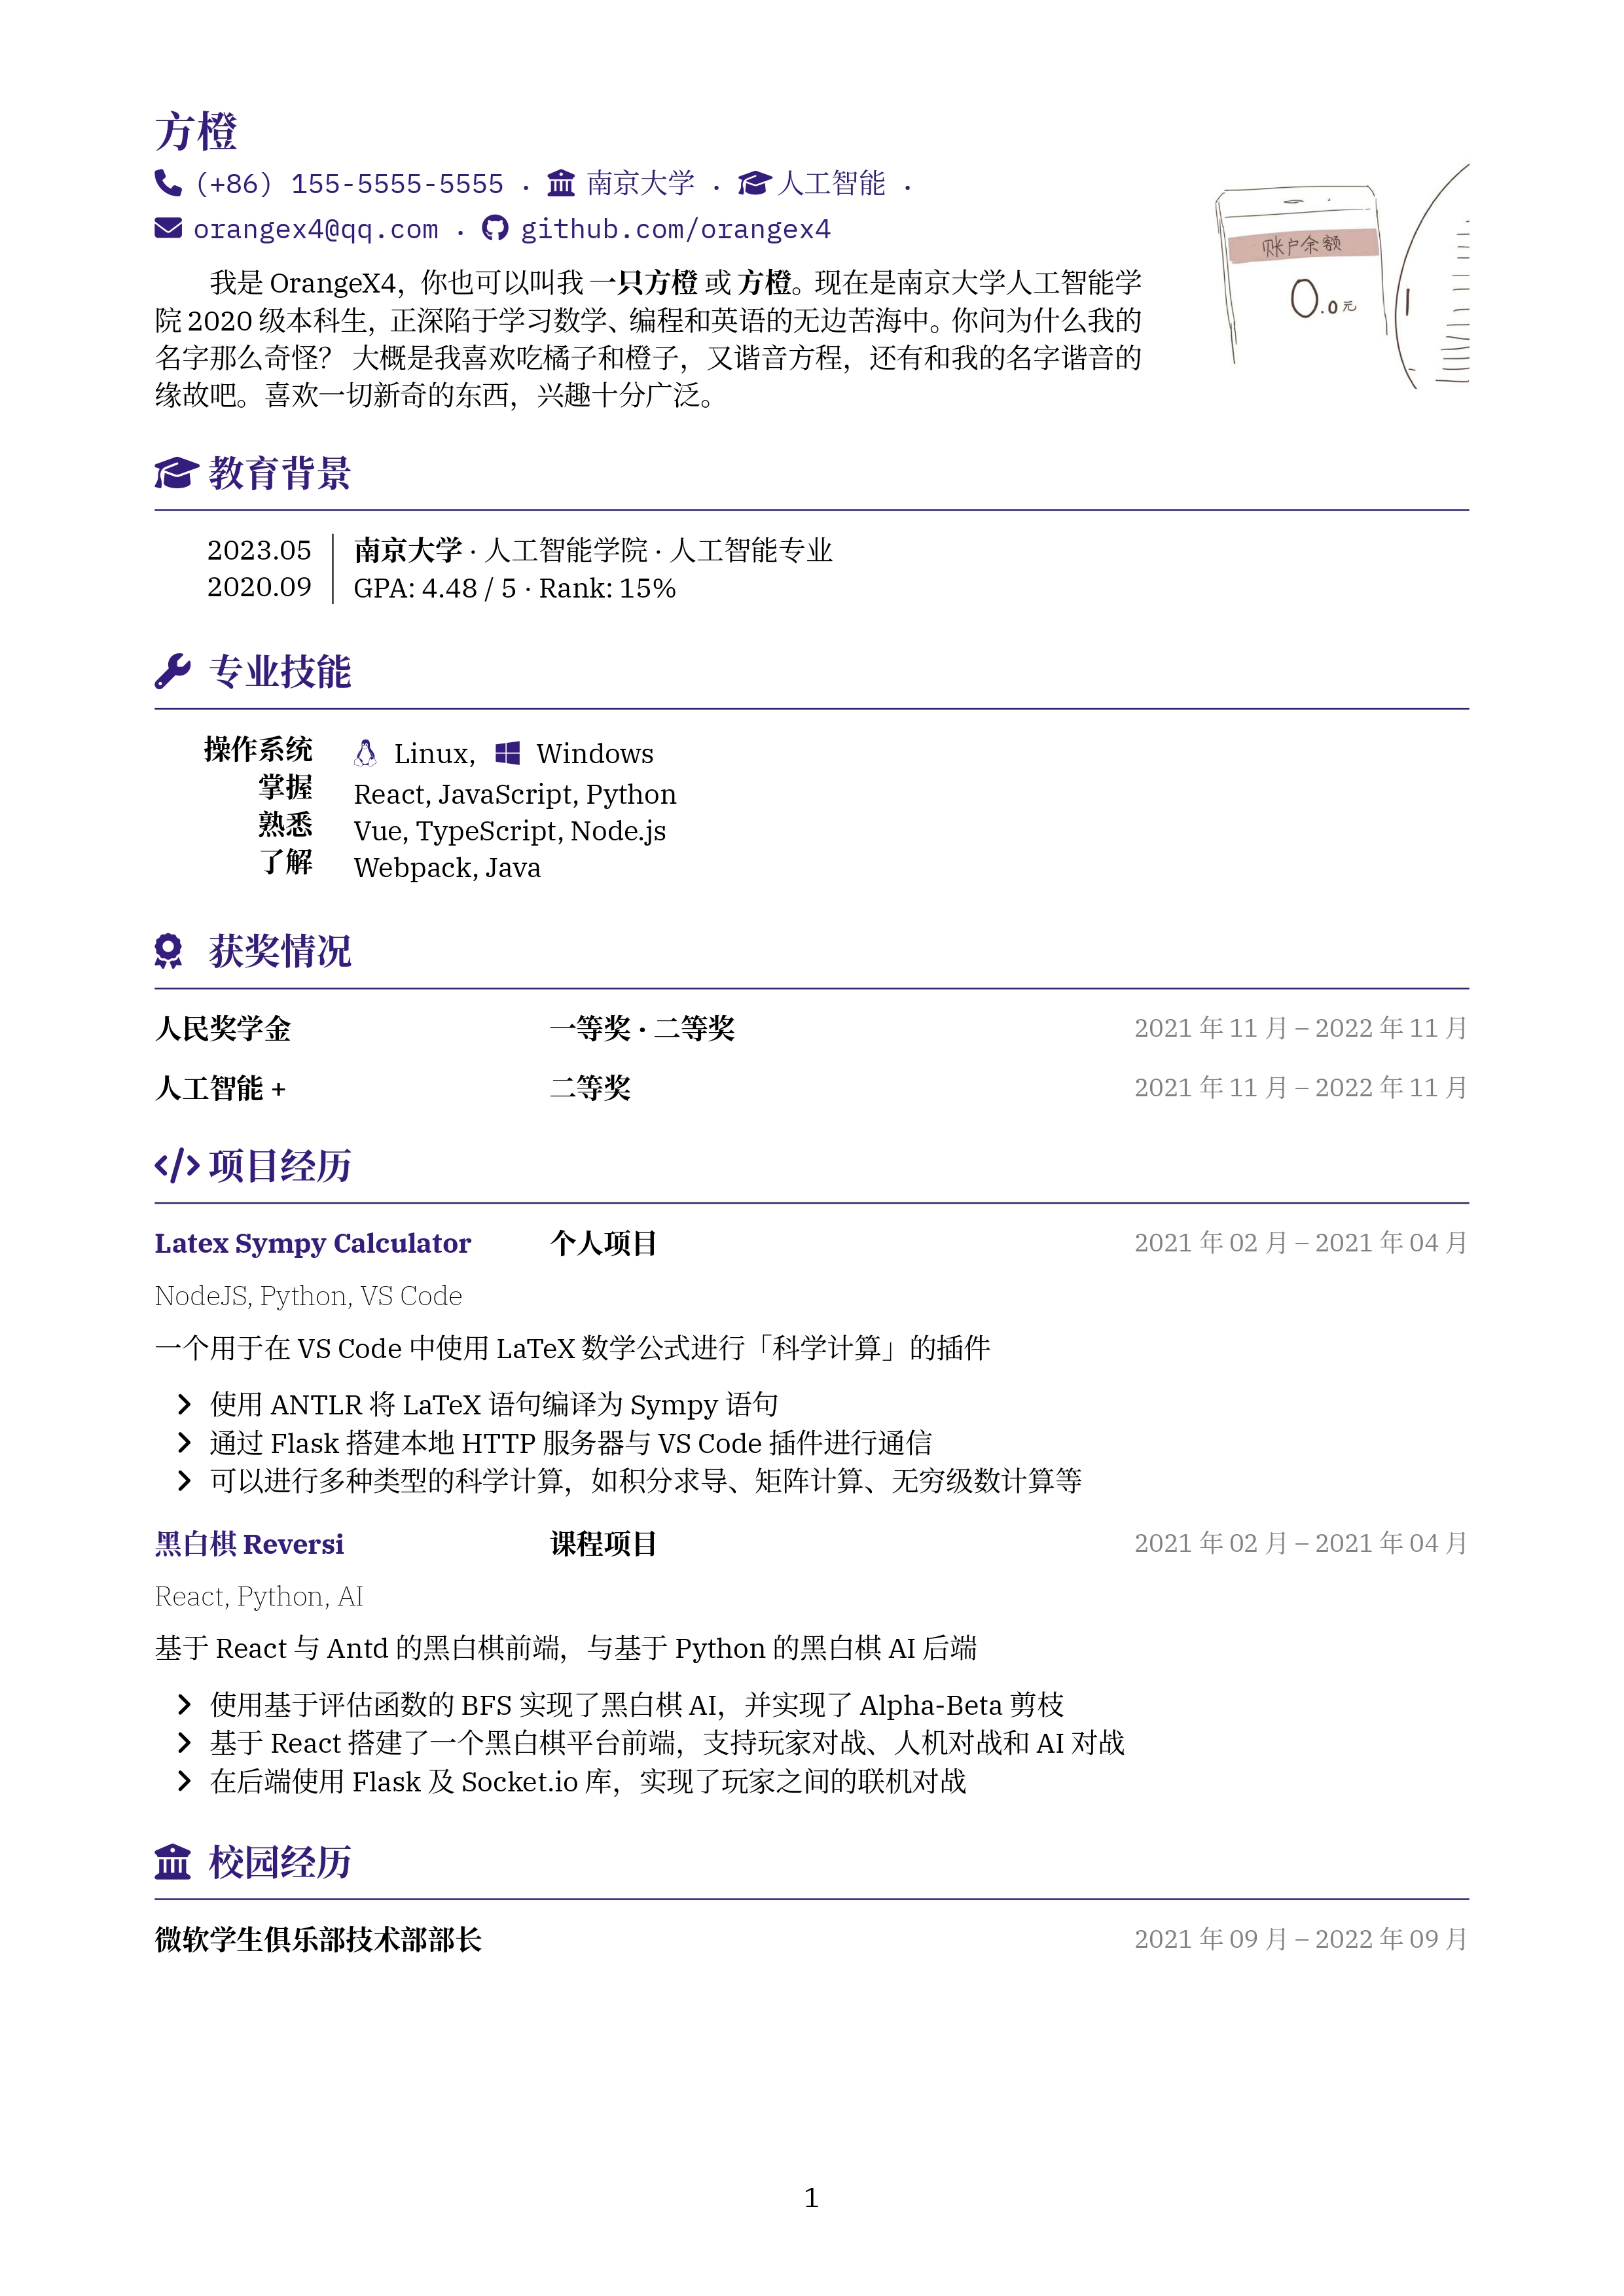 方橙
(+86) 155-5555-5555 · 南京大学 · 人工智能 ·
orangex4@qq.com · github.com/orangex4
账户余额
0.0元
我是 OrangeX4，你也可以叫我 一只方橙 或 方橙。现在是南京大学人工智能学
院 2020 级本科生，正深陷于学习数学、编程和英语的无边苦海中。你问为什么我的
名字那么奇怪？ 大概是我喜欢吃橘子和橙子，又谐音方程，还有和我的名字谐音的
缘故吧。喜欢一切新奇的东西，兴趣十分广泛。
教育背景
2023.05 南京大学 · 人工智能学院 · 人工智能专业
2020.09 GPA: 4.48 / 5 · Rank: 15%
专业技能
操作系统 Linux, Windows
掌握 React, JavaScript, Python
熟悉 Vue, TypeScript, Node.js
了解 Webpack, Java
获奖情况
人民奖学金 一等奖 · 二等奖 2021 年 11 月 – 2022 年 11 月
人工智能 + 二等奖 2021 年 11 月 – 2022 年 11 月
项目经历
Latex Sympy Calculator 个人项目 2021 年 02 月 – 2021 年 04 月
NodeJS, Python, VS Code
一个用于在 VS Code 中使用 LaTeX 数学公式进行「科学计算」的插件
使用 ANTLR 将 LaTeX 语句编译为 Sympy 语句
通过 Flask 搭建本地 HTTP 服务器与 VS Code 插件进行通信
可以进行多种类型的科学计算，如积分求导、矩阵计算、无穷级数计算等
黑白棋 Reversi 课程项目 2021 年 02 月 – 2021 年 04 月
React, Python, AI
基于 React 与 Antd 的黑白棋前端，与基于 Python 的黑白棋 AI 后端
使用基于评估函数的 BFS 实现了黑白棋 AI，并实现了 Alpha-Beta 剪枝
基于 React 搭建了一个黑白棋平台前端，支持玩家对战、人机对战和 AI 对战
在后端使用 Flask 及 Socket.io 库，实现了玩家之间的联机对战
校园经历
微软学生俱乐部技术部部长 2021 年 09 月 – 2022 年 09 月
1